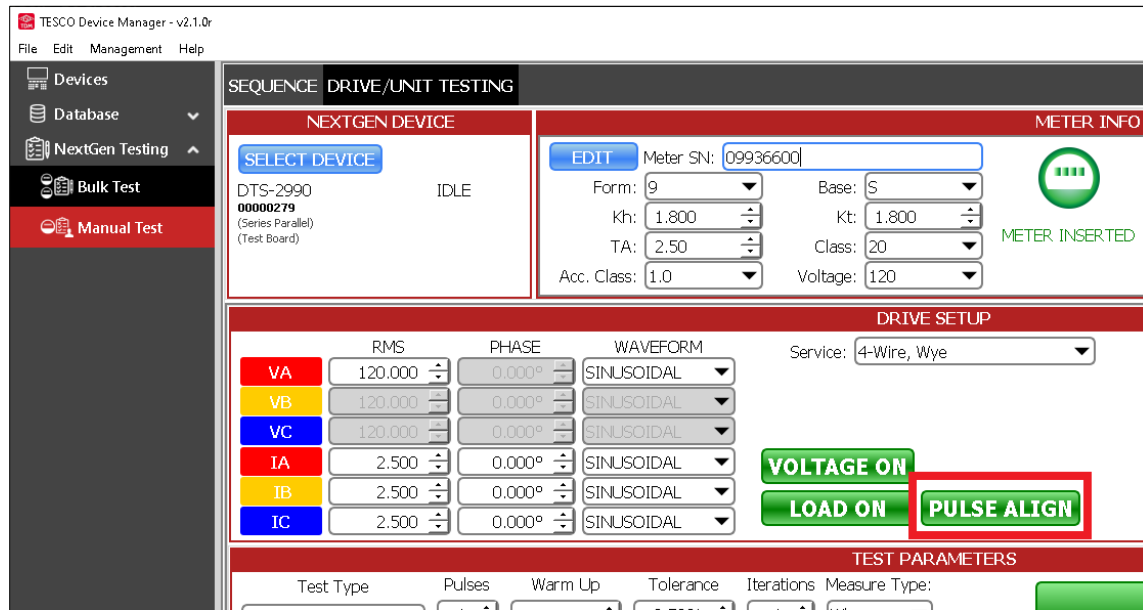 TESCO Device Manager - v2.1.0r
File Edit Management Help
Devices
Database
NextGen Testing
Bulk Test
Manual Test
SEQUENCE DRIVE/UNIT TESTING
NEXTGEN DEVICE
SELECT DEVICE
DTS-2990 IDLE
00000279
(Series Parallel)
(Test Board)
METER INFO
EDIT Meter SN: 09936600
Form: 9 Base: S
Kh: 1.800 Kt: 1.800
TA: 2.50 Class: 20
Acc. Class: 1.0 Voltage: 120
METER INSERTED
DRIVE SETUP
RMS PHASE WAVEFORM
VA 120.000 0.000° SINUSOIDAL
VB 120.000 0.000° SINUSOIDAL
VC 120.000 0.000° SINUSOIDAL
IA 2.500 0.000° SINUSOIDAL
IB 2.500 0.000° SINUSOIDAL
IC 2.500 0.000° SINUSOIDAL
Service: 4-Wire, Wye
VOLTAGE ON
LOAD ON PULSE ALIGN
TEST PARAMETERS
Test Type Pulses Warm Up Tolerance Iterations Measure Type: